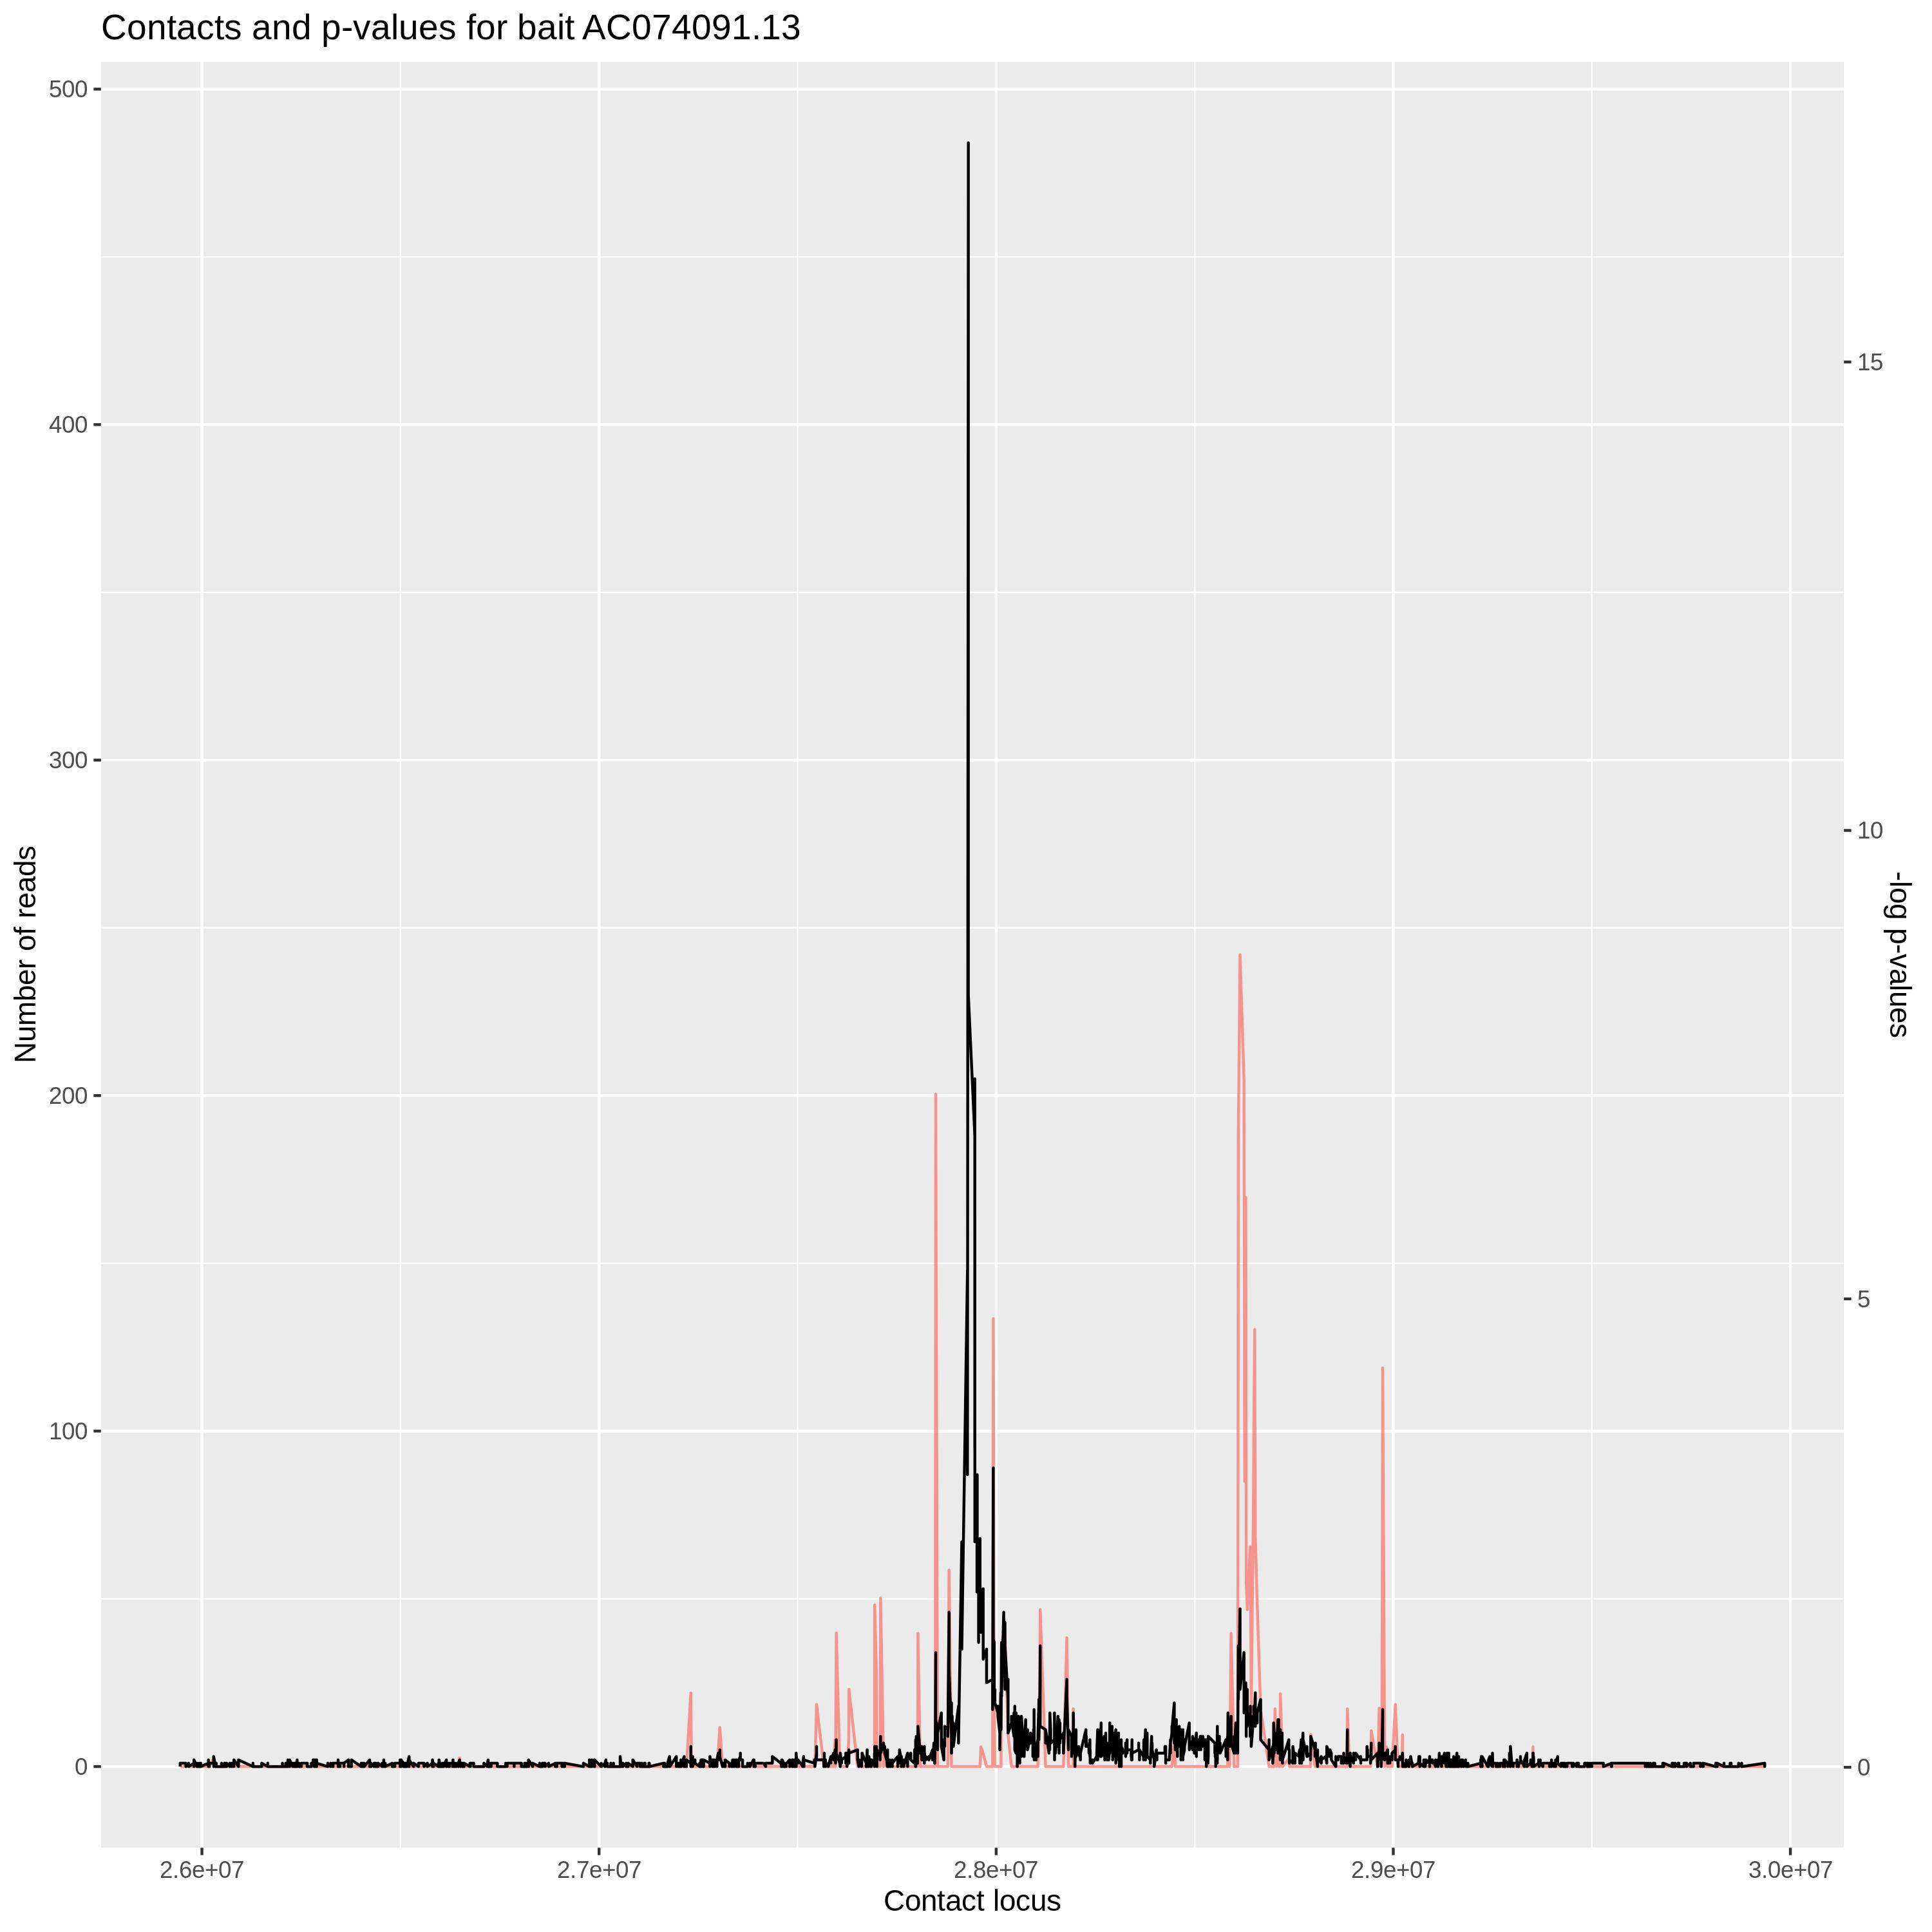 Contacts and p-values for bait AC074091.13
500
400
300
200
100
0
Number of reads
15
10
5
0
-log p-values
2.6e+07
2.7e+07
2.8e+07
2.9e+07
3.0e+07
Contact locus